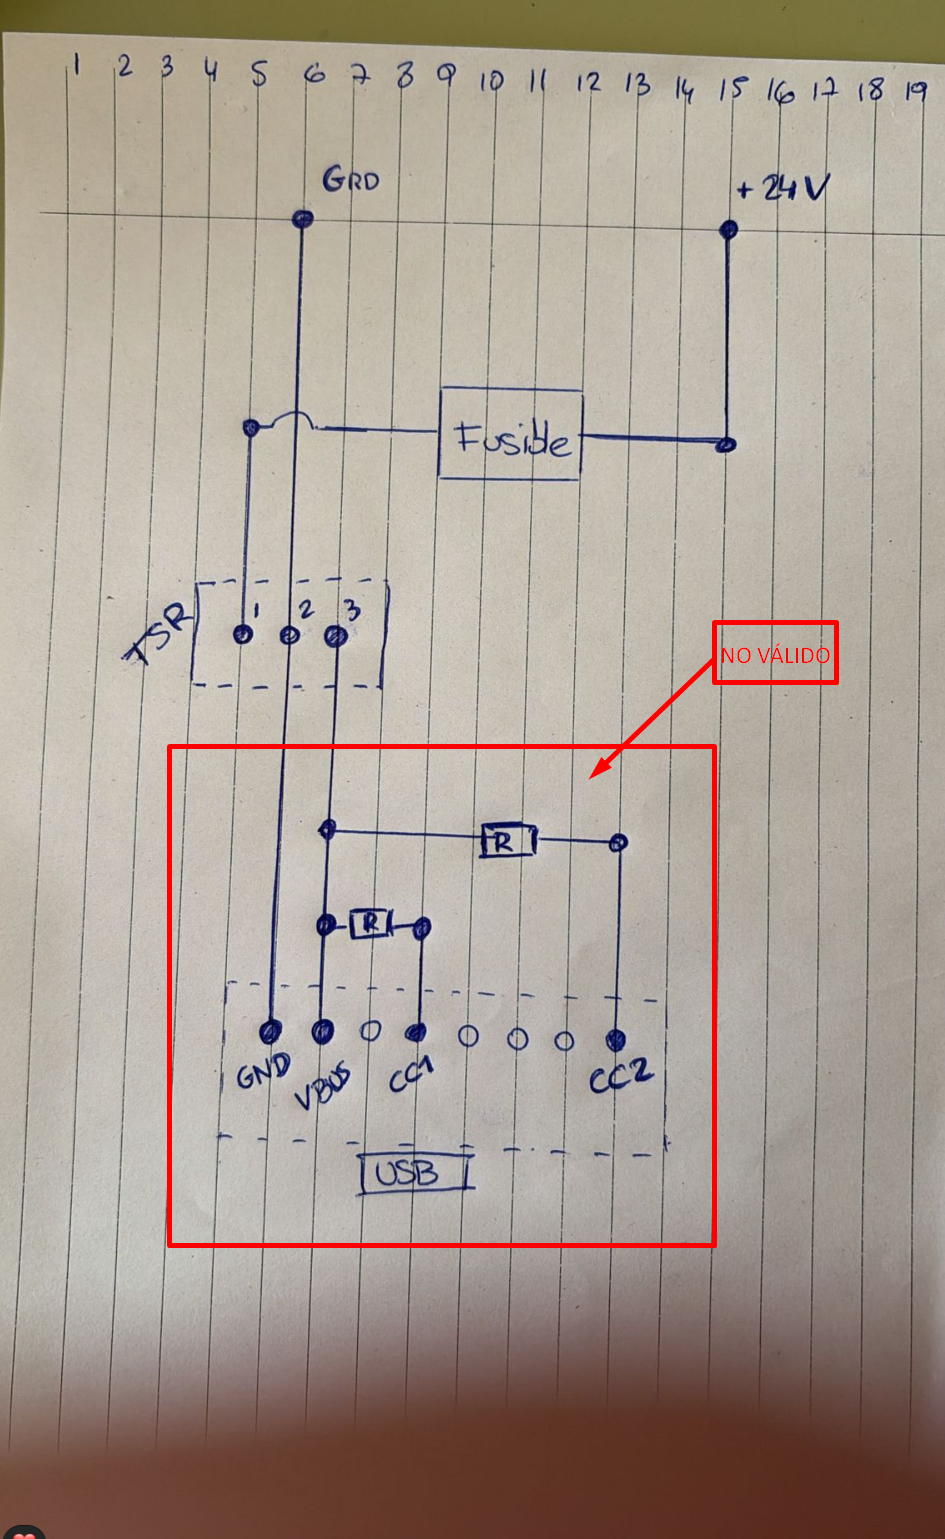 1 2 3 4 5 6 7 8 9 10 11 12 13 14 15 16 17 18 19
GRD
+24V
Fusible
TSR
1 2 3
NO VÁLIDO
R
R
GND VBUS CC1 CC2
USB